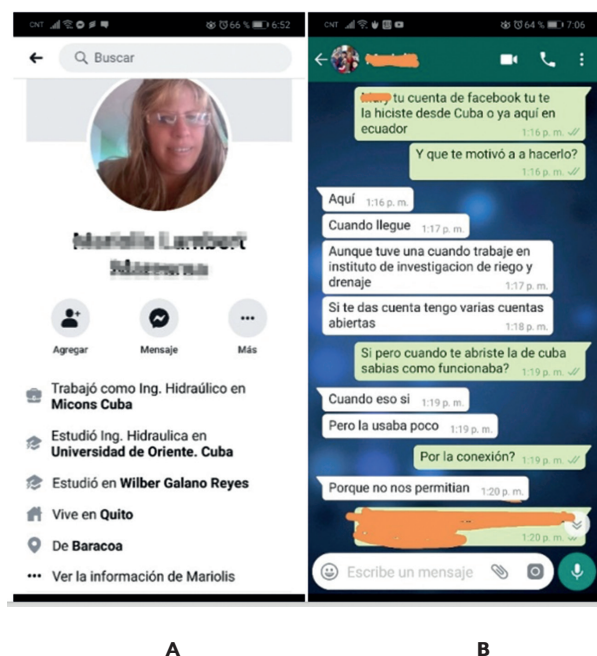 CNT 66 % 6:52
Buscar
Agregar
Mensaje
Más
Trabajó como Ing. Hidraúlico en
Micons Cuba
Estudió Ing. Hidraulica en
Universidad de Oriente. Cuba
Estudió en Wilber Galano Reyes
Vive en Quito
De Baracoa
Ver la información de Mariolis
A
CNT 64 % 7:06
tu cuenta de facebook tu te
la hiciste desde Cuba o ya aquí en
ecuador
1:16 p. m.
Y que te motivó a a hacerlo?
1:16 p. m.
Aquí 1:16 p. m.
Cuando llegue 1:17 p. m.
Aunque tuve una cuando trabaje en
instituto de investigacion de riego y
drenaje
1:17 p. m.
Si te das cuenta tengo varias cuentas
abiertas
1:18 p. m.
Si pero cuando te abriste la de cuba
sabias como funcionaba? 1:19 p. m.
Cuando eso si 1:19 p. m.
Pero la usaba poco 1:19 p. m.
Por la conexión? 1:19 p. m.
Porque no nos permitian 1:20 p. m.
1:20 p. m.
Escribe un mensaje
B